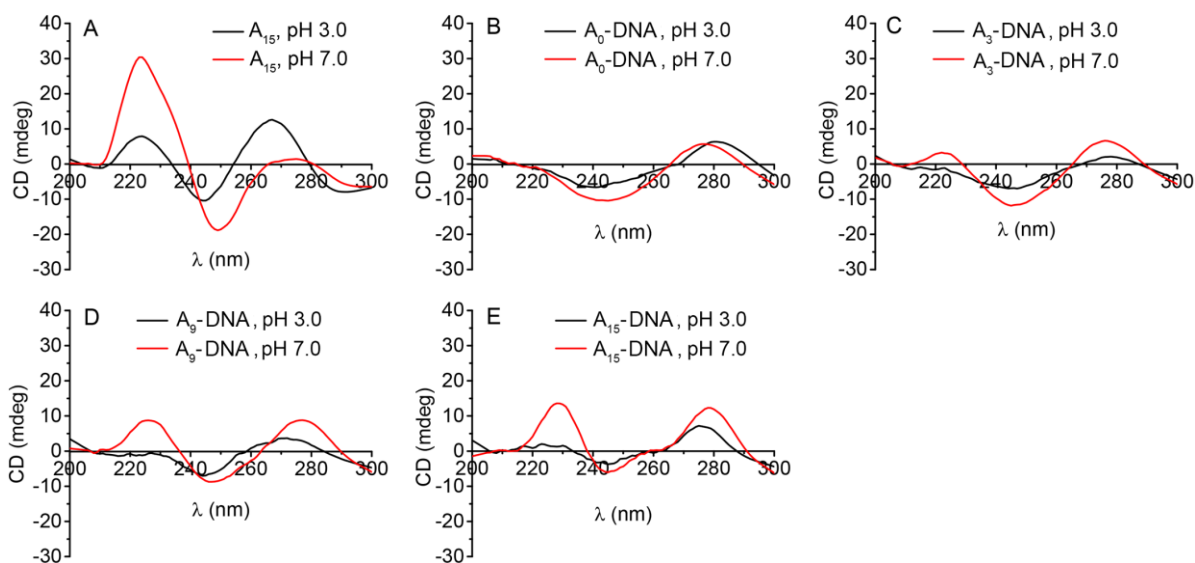 A
A₁₅, pH 3.0
A₁₅, pH 7.0
CD (mdeg)
40
30
20
10
0
-10
-20
-30
200 220 240 260 280 300
λ (nm)
B
A₀-DNA, pH 3.0
A₀-DNA, pH 7.0
CD (mdeg)
40
30
20
10
0
-10
-20
-30
200 220 240 260 280 300
λ (nm)
C
A₃-DNA, pH 3.0
A₃-DNA, pH 7.0
CD (mdeg)
40
30
20
10
0
-10
-20
-30
200 220 240 260 280 300
λ (nm)
D
A₉-DNA, pH 3.0
A₉-DNA, pH 7.0
CD (mdeg)
40
30
20
10
0
-10
-20
-30
200 220 240 260 280 300
λ (nm)
E
A₁₅-DNA, pH 3.0
A₁₅-DNA, pH 7.0
CD (mdeg)
40
30
20
10
0
-10
-20
-30
200 220 240 260 280 300
λ (nm)